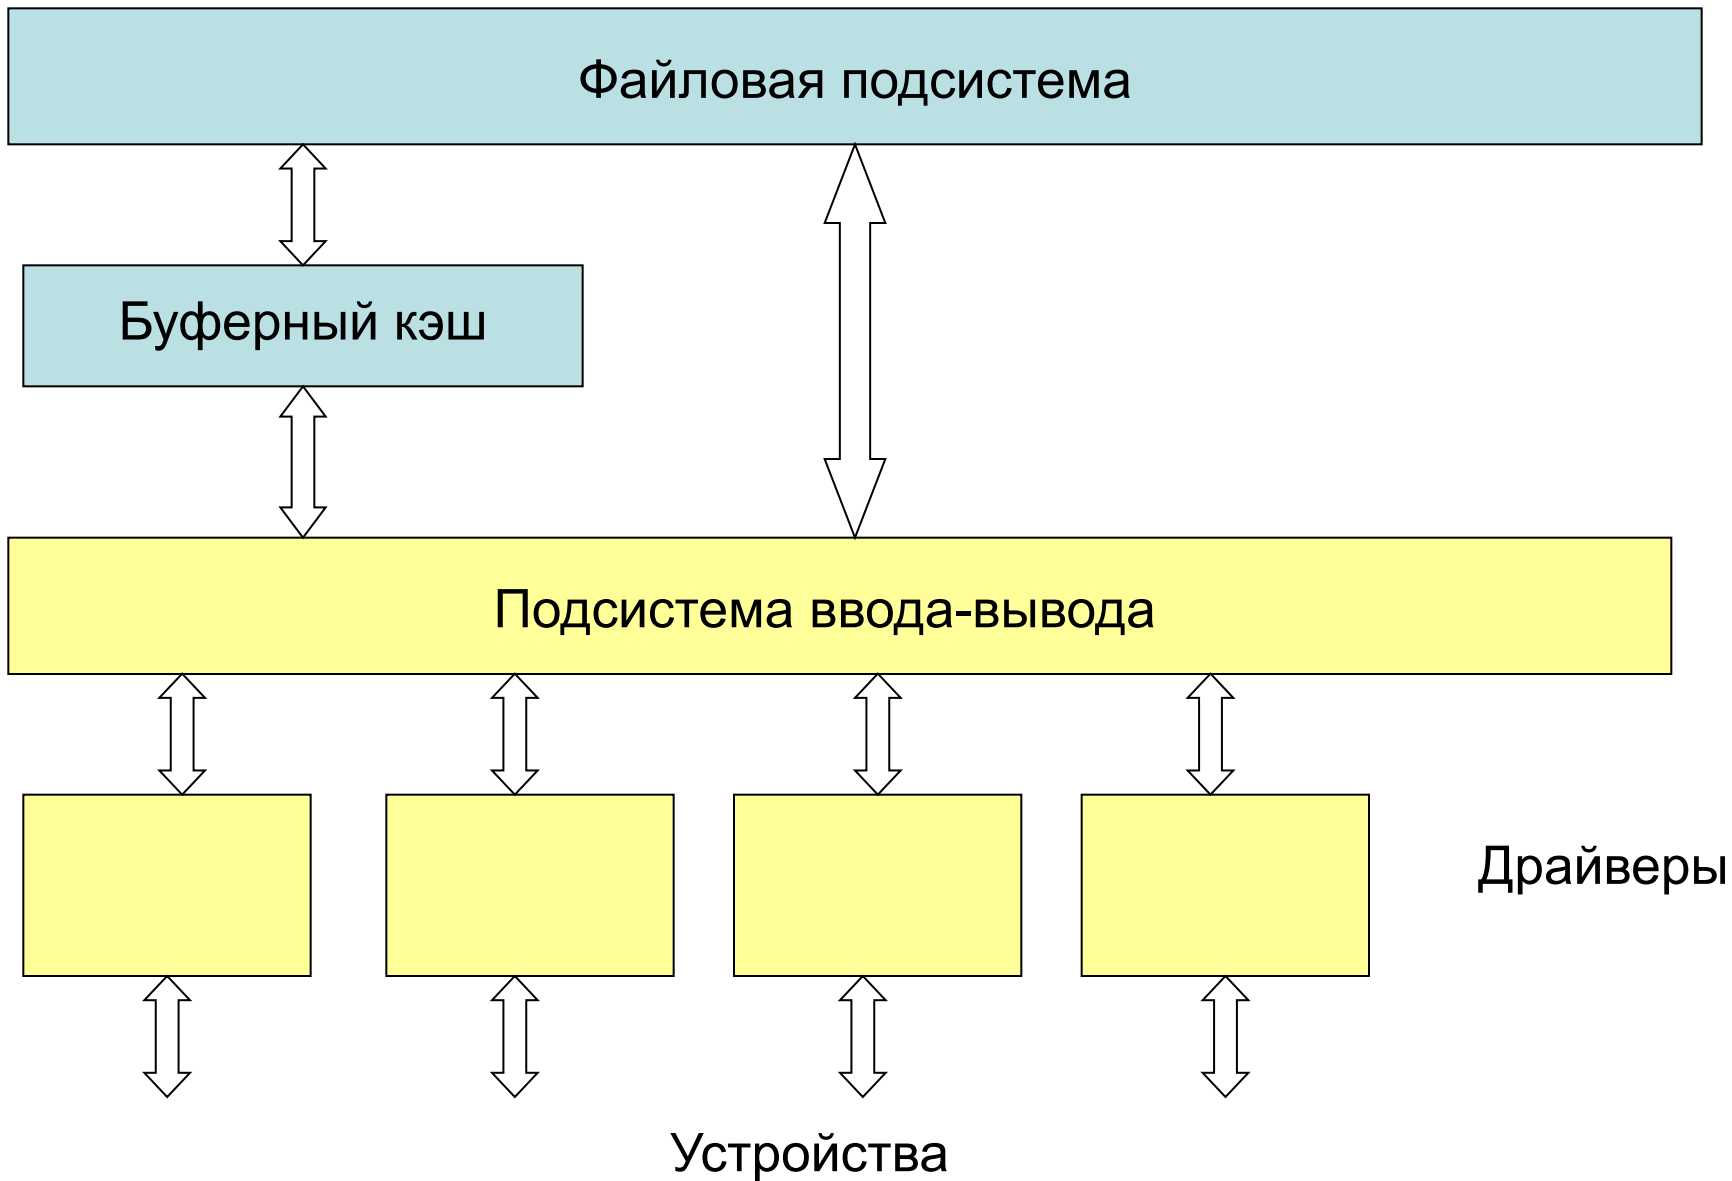 Файловая подсистема
Буферный кэш
Подсистема ввода-вывода
Драйверы
Устройства